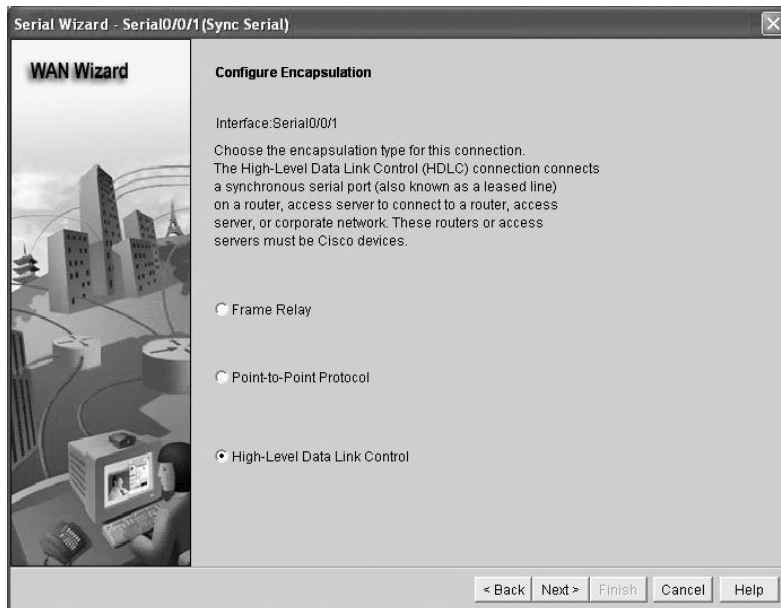 Serial Wizard - Serial0/0/1(Sync Serial)
WAN Wizard
Configure Encapsulation
Interface:Serial0/0/1
Choose the encapsulation type for this connection.
The High-Level Data Link Control (HDLC) connection connects
a synchronous serial port (also known as a leased line)
on a router, access server to connect to a router, access
server, or corporate network. These routers or access
servers must be Cisco devices.
Frame Relay
Point-to-Point Protocol
High-Level Data Link Control
< Back
Next >
Finish
Cancel
Help